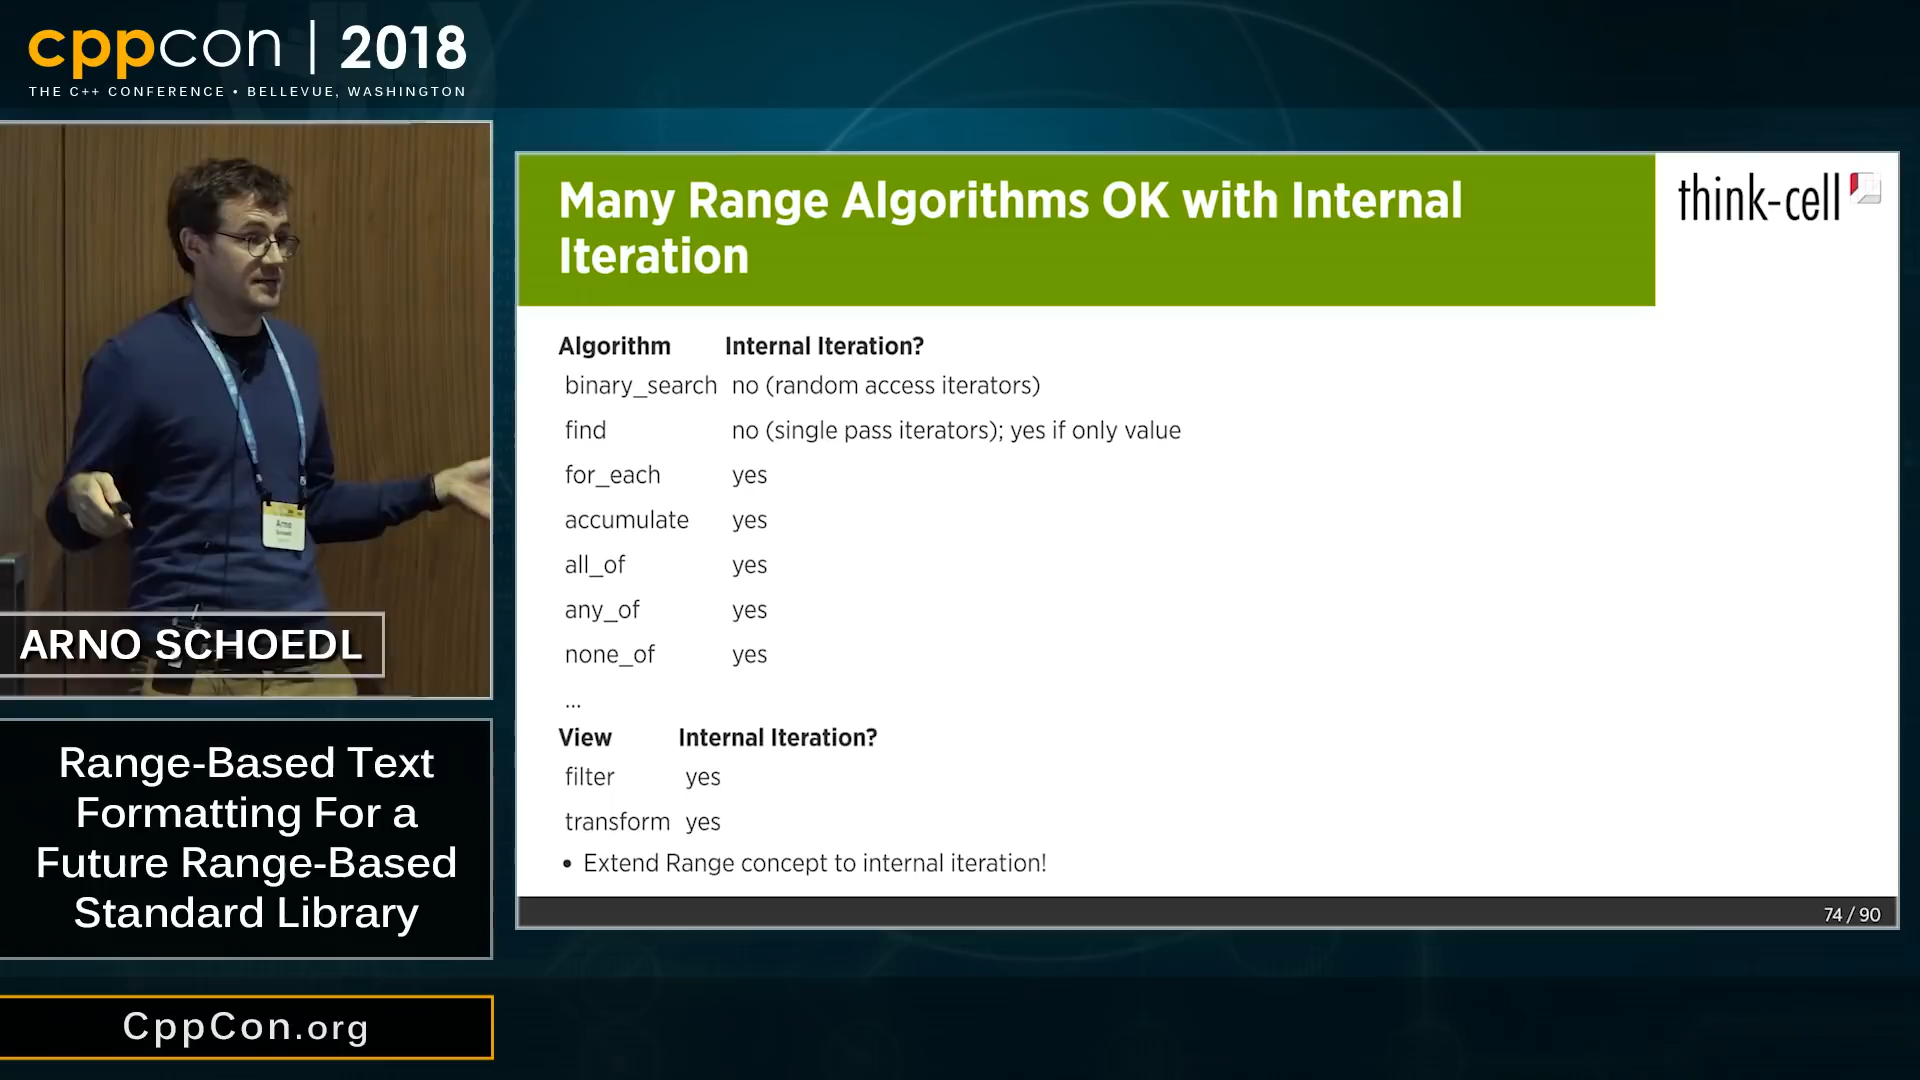 cppcon | 2018
THE C++ CONFERENCE • BELLEVUE, WASHINGTON
Many Range Algorithms OK with Internal
Iteration
think-cell
Algorithm Internal Iteration?
binary_search no (random access iterators)
find no (single pass iterators); yes if only value
for_each yes
accumulate yes
all_of yes
any_of yes
none_of yes
...
View Internal Iteration?
filter yes
transform yes
• Extend Range concept to internal iteration!
74 / 90
Arno
ARNO SCHOEDL
Range-Based Text
Formatting For a
Future Range-Based
Standard Library
CppCon.org